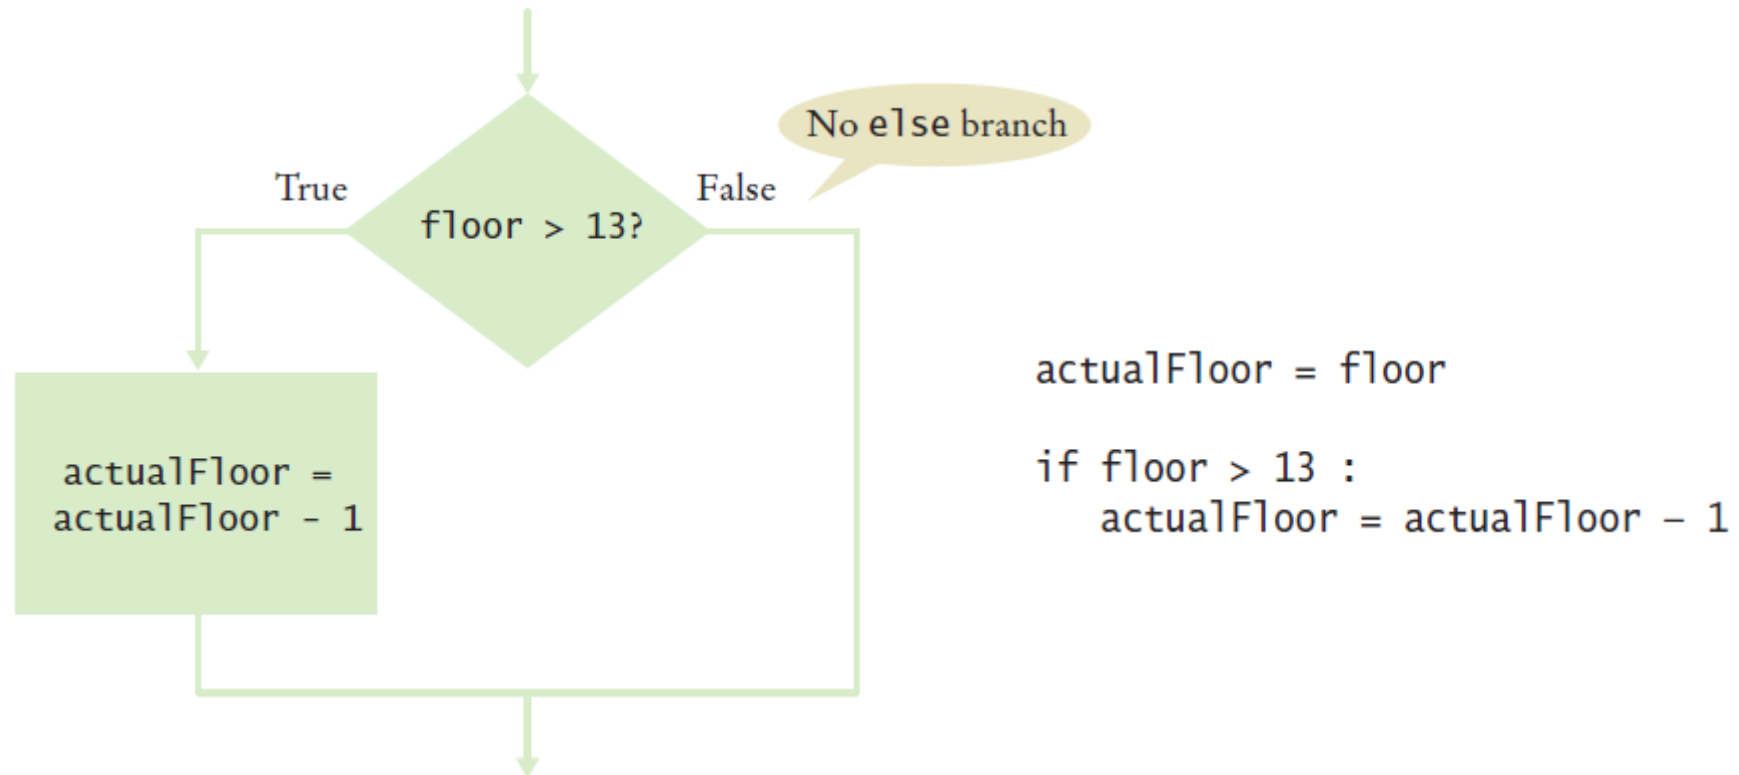 No else branch
True
False
floor > 13?
actualFloor =
actualFloor - 1
actualFloor = floor
if floor > 13 :
actualFloor = actualFloor – 1